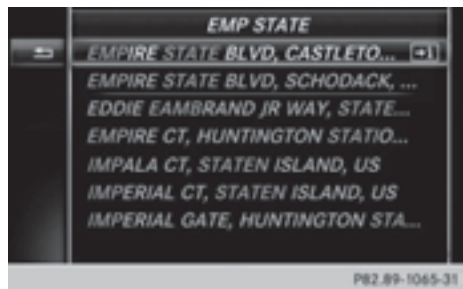 EMP STATE
EMPIRE STATE BLVD, CASTLETO...
EMPIRE STATE BLVD, SCHODACK, ...
EDDIE EAMBRAND JR WAY, STATE...
EMPIRE CT, HUNTINGTON STATIO...
IMPALA CT, STATEN ISLAND, US
IMPERIAL CT, STATEN ISLAND, US
IMPERIAL GATE, HUNTINGTON STA...
P82.89-1065-31